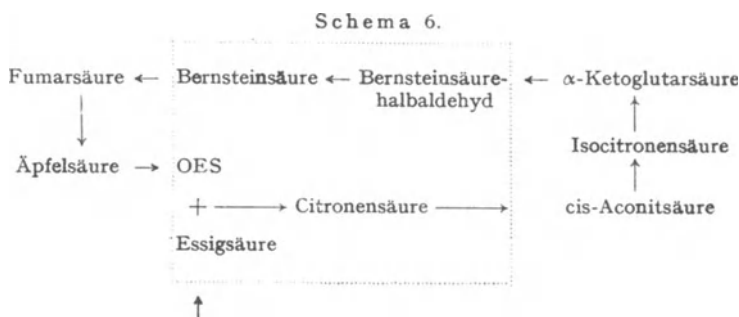 Schema 6.
Fumarsäure ← Bernsteinsäure ← Bernsteinsäure- ← α-Ketoglutarsäure
halbaldehyd
Isocitronensäure
Äpfelsäure → OES
+ → Citronensäure → cis-Aconitsäure
Essigsäure